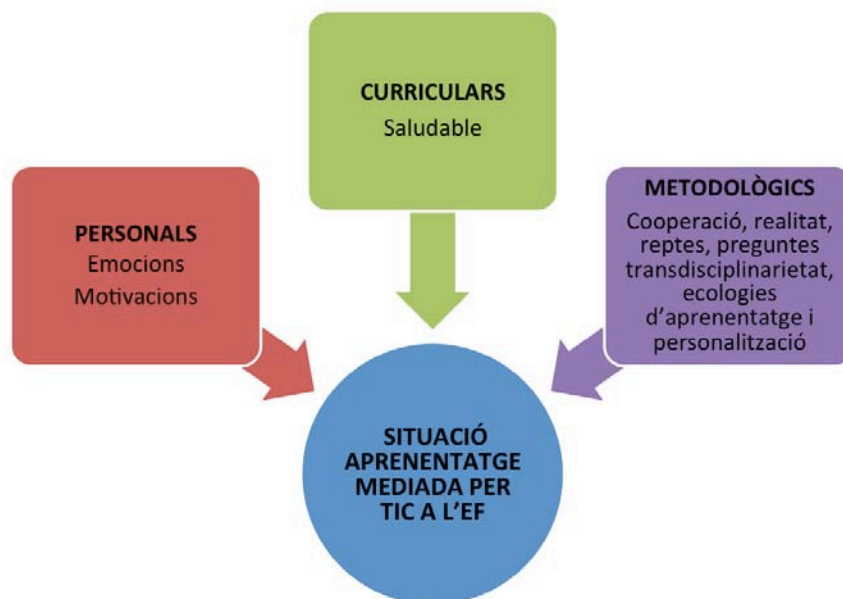 CURRICULARS
Saludable
PERSONALS
Emocions
Motivacions
METODOLÒGICS
Cooperació, realitat,
reptes, preguntes
transdisciplinarietat,
ecologies
d'aprenentatge i
personalització
SITUACIÓ
APRENENTATGE
MEDIADA PER
TIC A L'EF